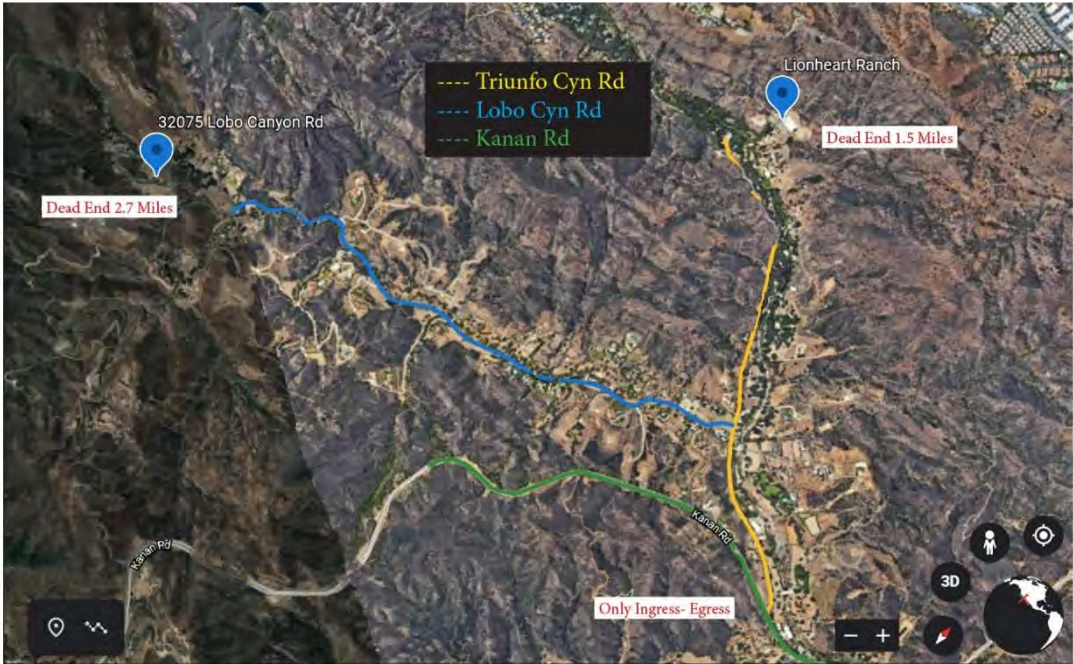 Lionheart Ranch
---- Triunfo Cyn Rd
---- Lobo Cyn Rd
---- Kanan Rd
32075 Lobo Canyon Rd
Dead End 1.5 Miles
Dead End 2.7 Miles
Kanan Rd
Kanan Rd
3D
Only Ingress- Egress